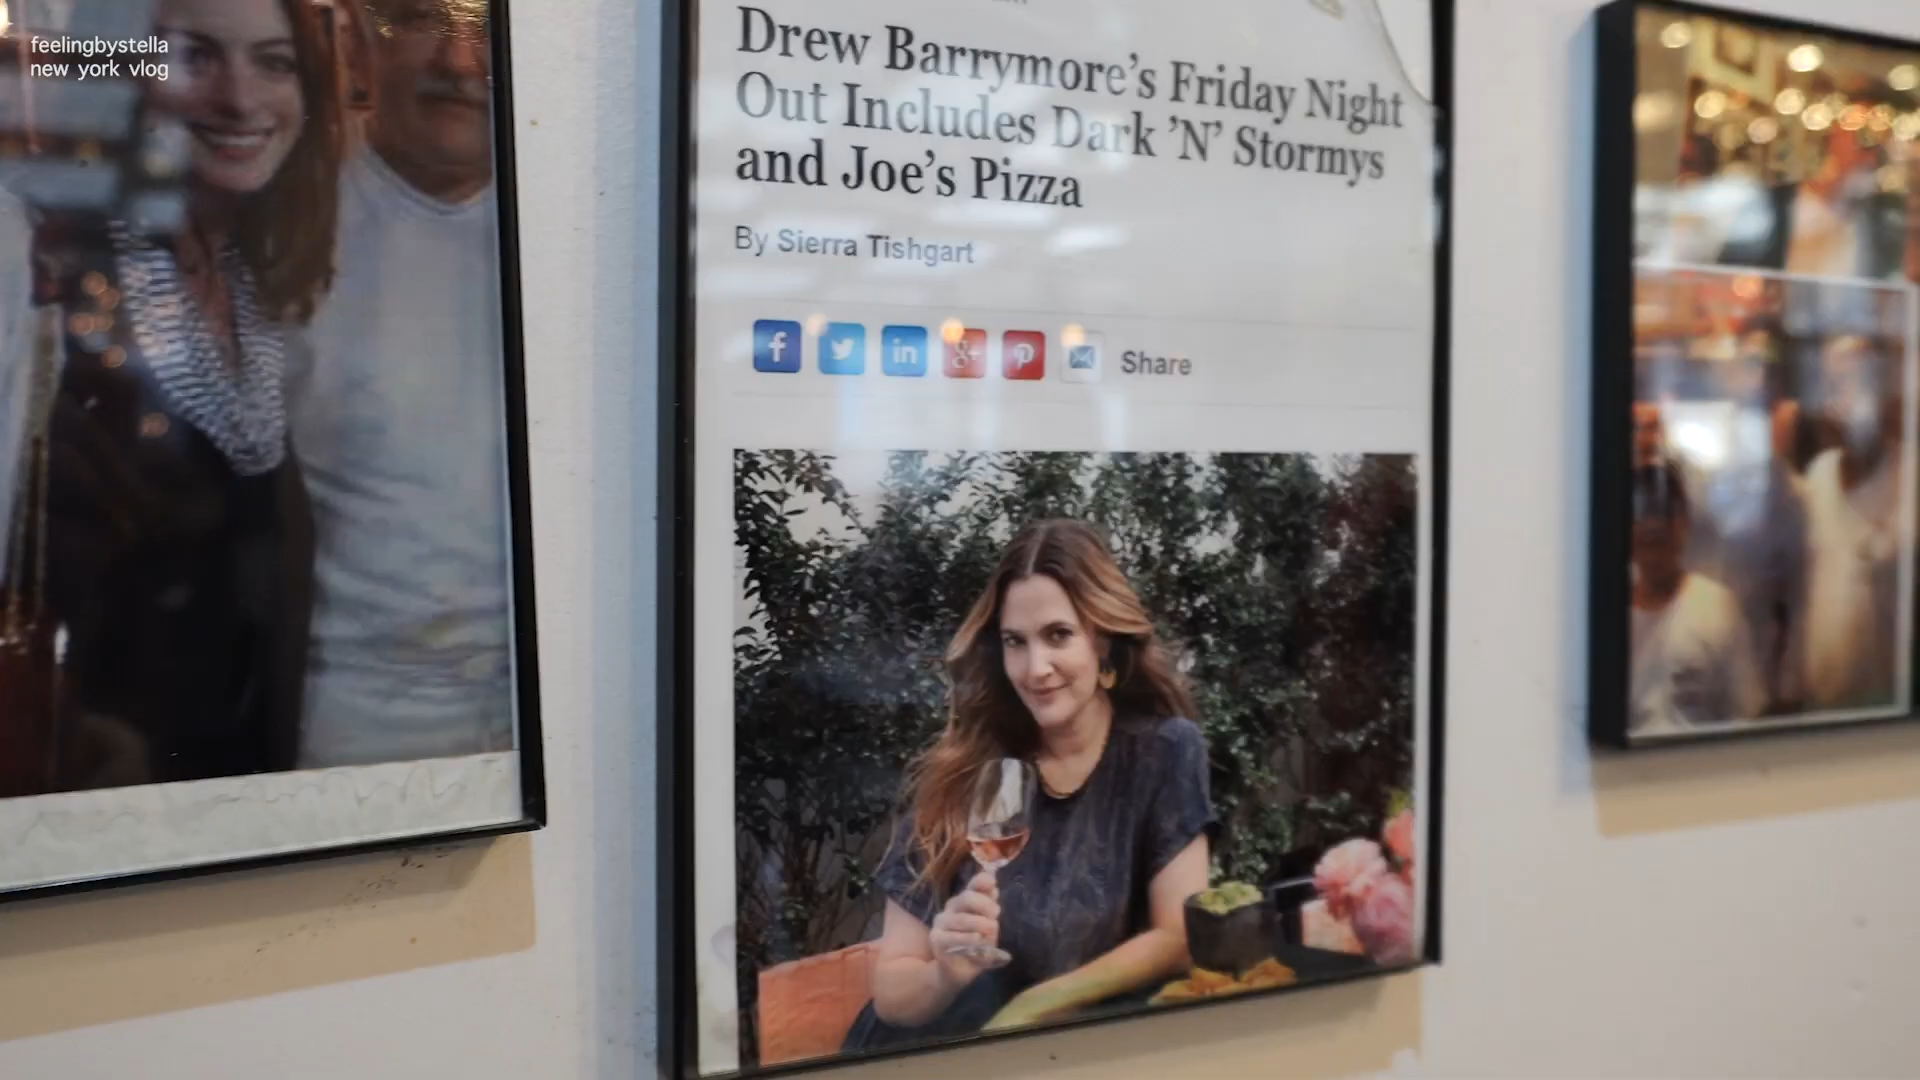 feelingbystella
new york vlog
Drew Barrymore’s Friday Night
Out Includes Dark ’N’ Stormys
and Joe’s Pizza
By Sierra Tishgart
f
in
g+
Share